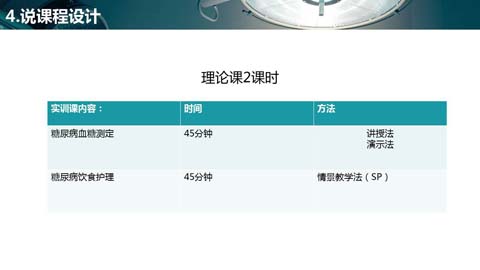 4.说课程设计
理论课2课时
实训课内容： 时间 方法
糖尿病血糖测定 45分钟 讲授法
演示法
糖尿病饮食护理 45分钟 情景教学法（SP）